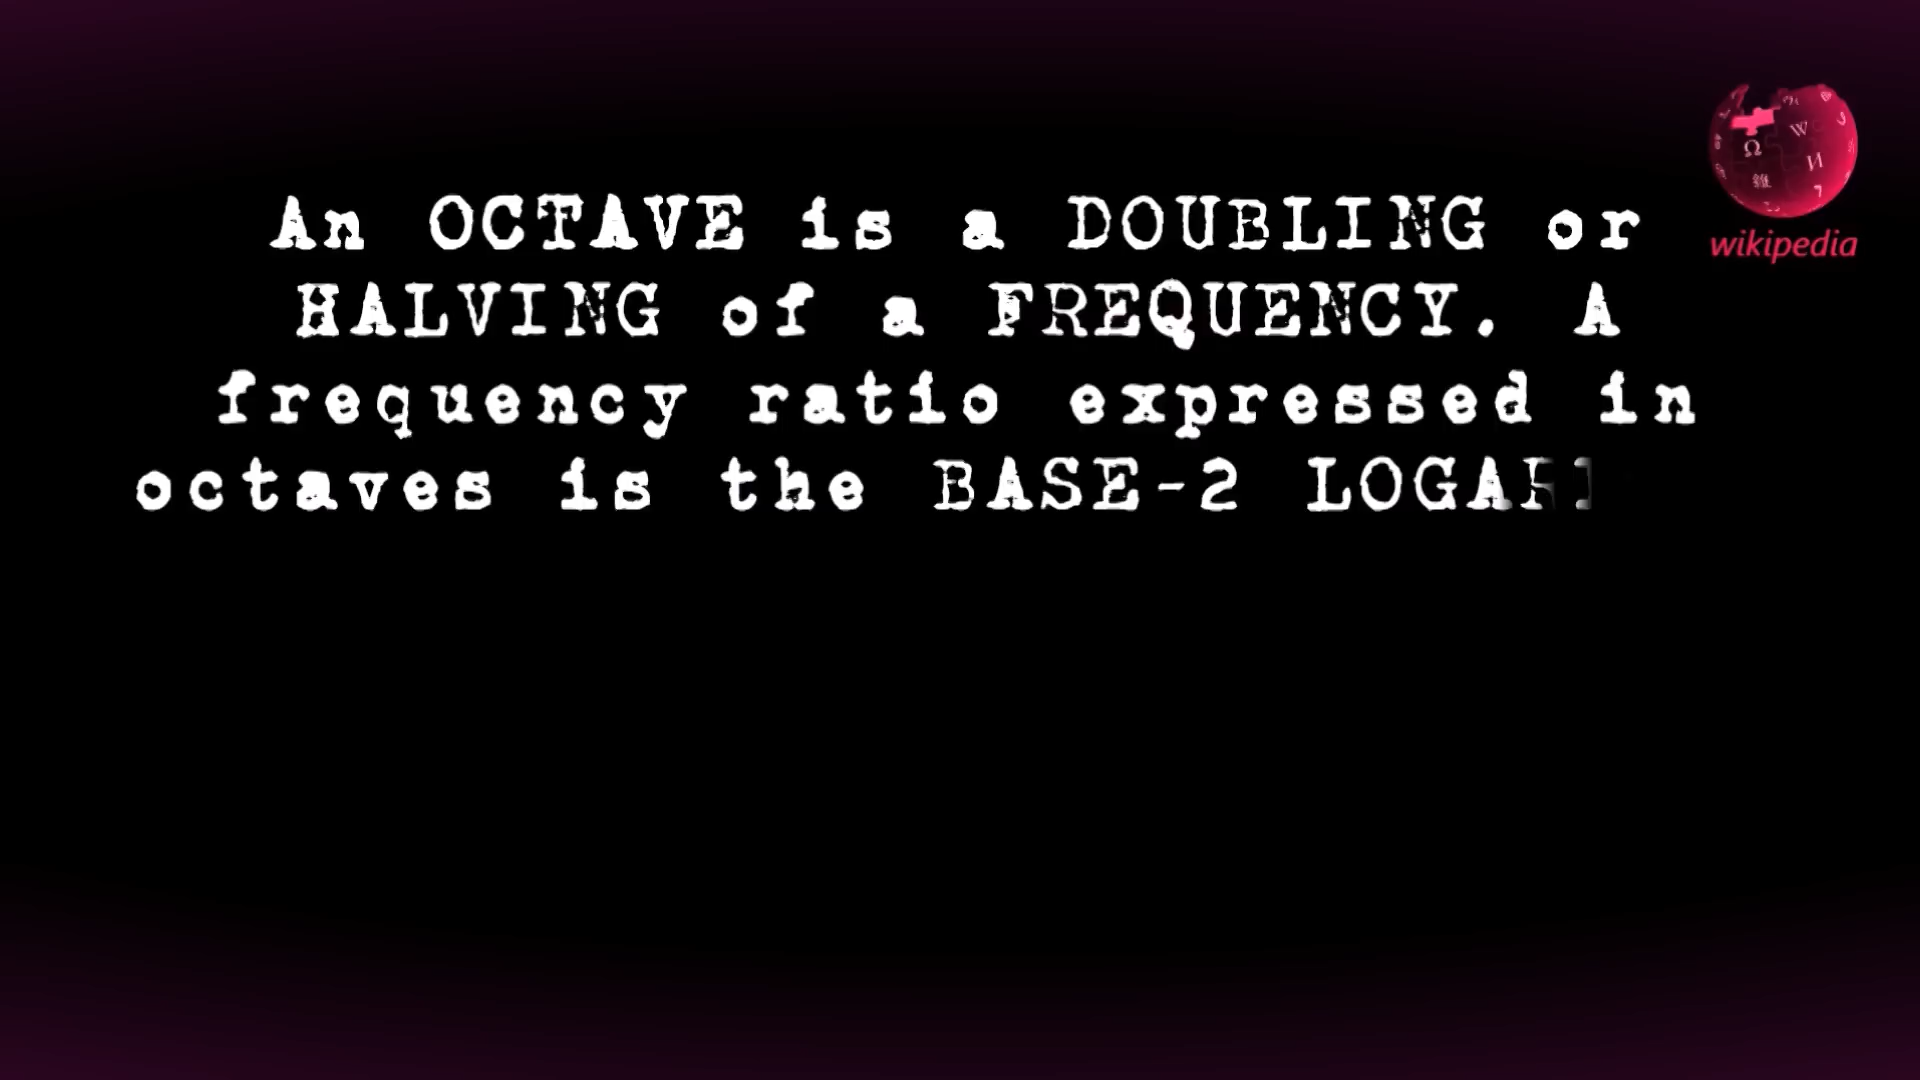 An OCTAVE is a DOUBLING or
HALVING of a FREQUENCY. A
frequency ratio expressed in
octaves is the BASE-2
wikipedia